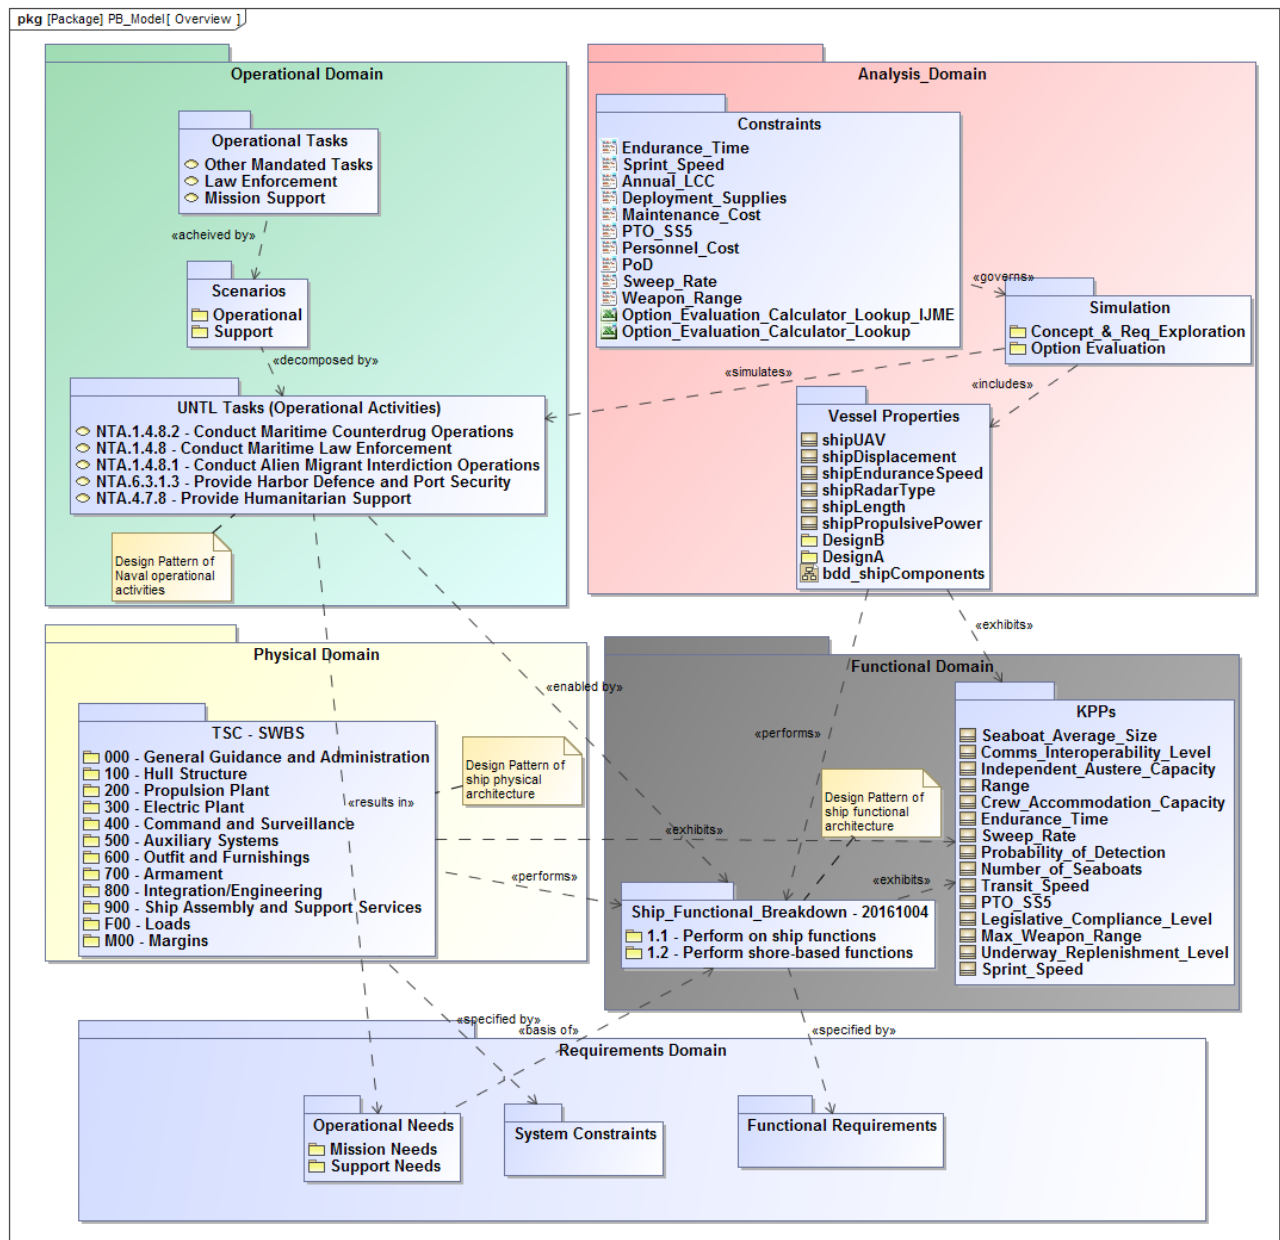 pkg [Package] PB_Model[ Overview ]
Operational Domain
Operational Tasks
Other Mandated Tasks
Law Enforcement
Mission Support
«acheived by»
Scenarios
Operational
Support
«decomposed by»
UNTL Tasks (Operational Activities)
NTA.1.4.8.2 - Conduct Maritime Counterdrug Operations
NTA.1.4.8 - Conduct Maritime Law Enforcement
NTA.1.4.8.1 - Conduct Alien Migrant Interdiction Operations
NTA.6.3.1.3 - Provide Harbor Defence and Port Security
NTA.4.7.8 - Provide Humanitarian Support
Design Pattern of
Naval operational
activities
Analysis_Domain
Constraints
Endurance_Time
Sprint_Speed
Annual_LCC
Deployment_Supplies
Maintenance_Cost
PTO_SS5
Personnel_Cost
PoD
Sweep_Rate
Weapon_Range
Option_Evaluation_Calculator_Lookup_IJME
Option_Evaluation_Calculator_Lookup
«governs»
Simulation
Concept_&_Req_Exploration
Option Evaluation
«simulates»
«includes»
Vessel Properties
shipUAV
shipDisplacement
shipEnduranceSpeed
shipRadarType
shipLength
shipPropulsivePower
DesignB
DesignA
bdd_shipComponents
«exhibits»
Physical Domain
«enabled by»
TSC - SWBS
000 - General Guidance and Administration
100 - Hull Structure
200 - Propulsion Plant
300 - Electric Plant
400 - Command and Surveillance
500 - Auxiliary Systems
600 - Outfit and Furnishings
700 - Armament
800 - Integration/Engineering
900 - Ship Assembly and Support Services
F00 - Loads
M00 - Margins
«results in»
Design Pattern of
ship physical
architecture
Functional Domain
«performs»
Design Pattern of
ship functional
architecture
«exhibits»
«performs»
«exhibits»
KPPs
Seaboat_Average_Size
Comms_Interoperability_Level
Independent_Austere_Capacity
Range
Crew_Accommodation_Capacity
Endurance_Time
Sweep_Rate
Probability_of_Detection
Number_of_Seaboats
Transit_Speed
PTO_SS5
Legislative_Compliance_Level
Max_Weapon_Range
Underway_Replenishment_Level
Sprint_Speed
Ship_Functional_Breakdown - 20161004
1.1 - Perform on ship functions
1.2 - Perform shore-based functions
«specified by»
«basis of»
«specified by»
Requirements Domain
Operational Needs
Mission Needs
Support Needs
System Constraints
Functional Requirements